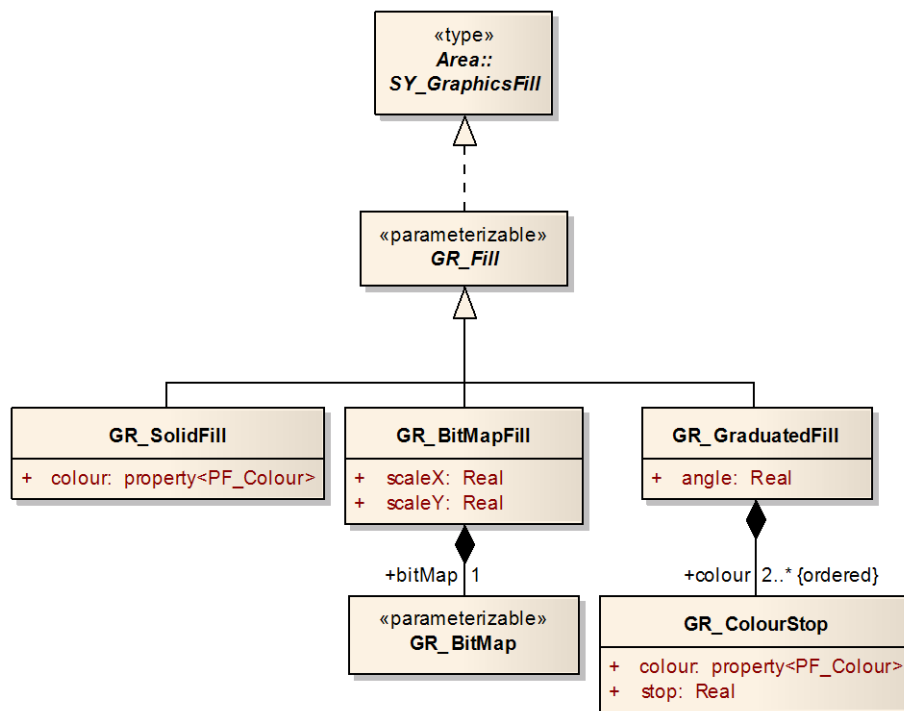 «type»
Area::
SY_GraphicsFill
«parameterizable»
GR_Fill
GR_SolidFill
+ colour: property<PF_Colour>
GR_BitMapFill
+ scaleX: Real
+ scaleY: Real
GR_GraduatedFill
+ angle: Real
+bitMap 1
+colour 2..* {ordered}
«parameterizable»
GR_BitMap
GR_ColourStop
+ colour: property<PF_Colour>
+ stop: Real